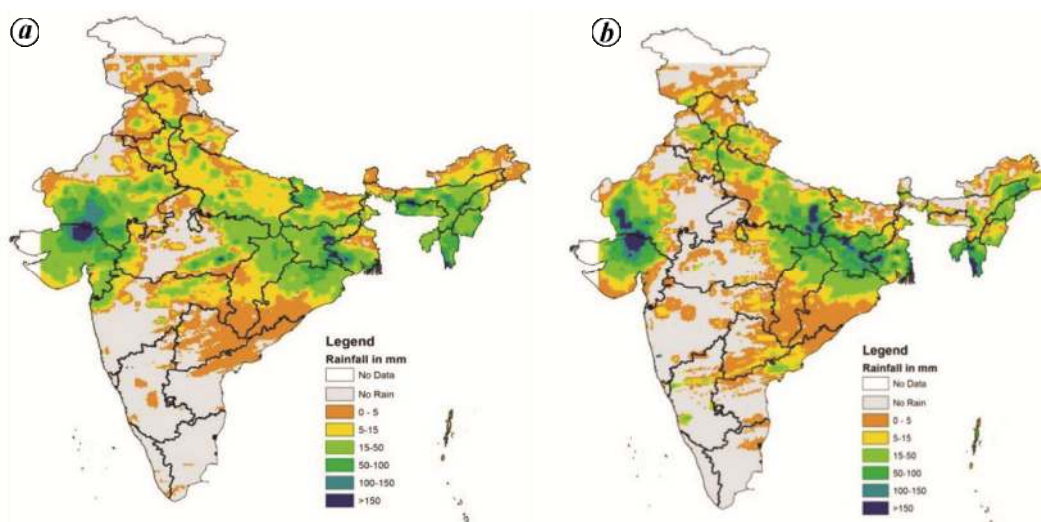 a
b
Legend
Rainfall in mm
No Data
No Rain
0 - 5
5-15
15-50
50-100
100-150
>150
Legend
Rainfall in mm
No Data
No Rain
0 - 5
5-15
15-50
50-100
100-150
>150